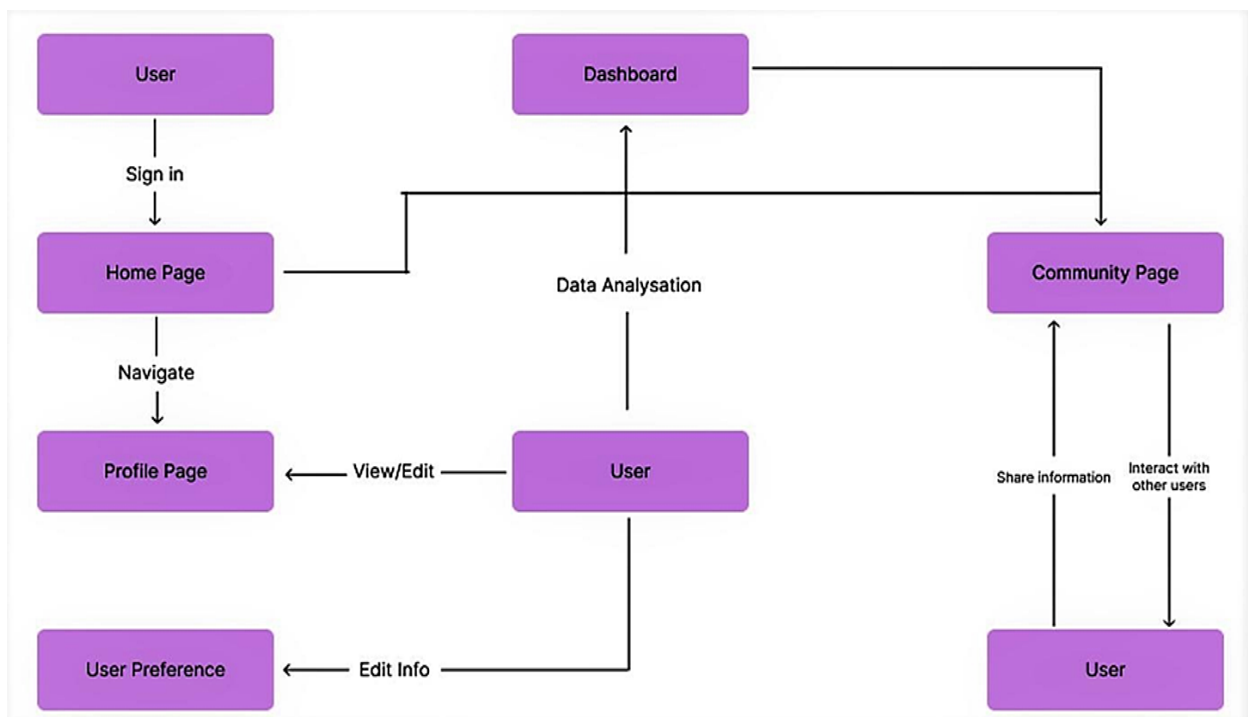 User
Dashboard
Sign in
Home Page
Data Analysation
Community Page
Navigate
Profile Page
View/Edit
User
Share information
Interact with
other users
User Preference
Edit Info
User